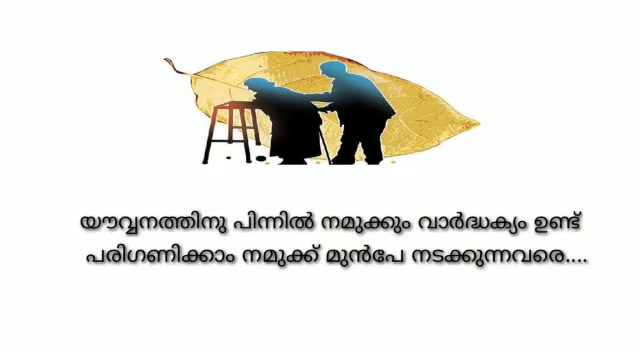 യൗവ്വനത്തിനു പിന്നിൽ നമുക്കും വാർദ്ധക്യം ഉണ്ട്
പരിഗണിക്കാം നമുക്ക് മുൻപേ നടക്കുന്നവരെ....